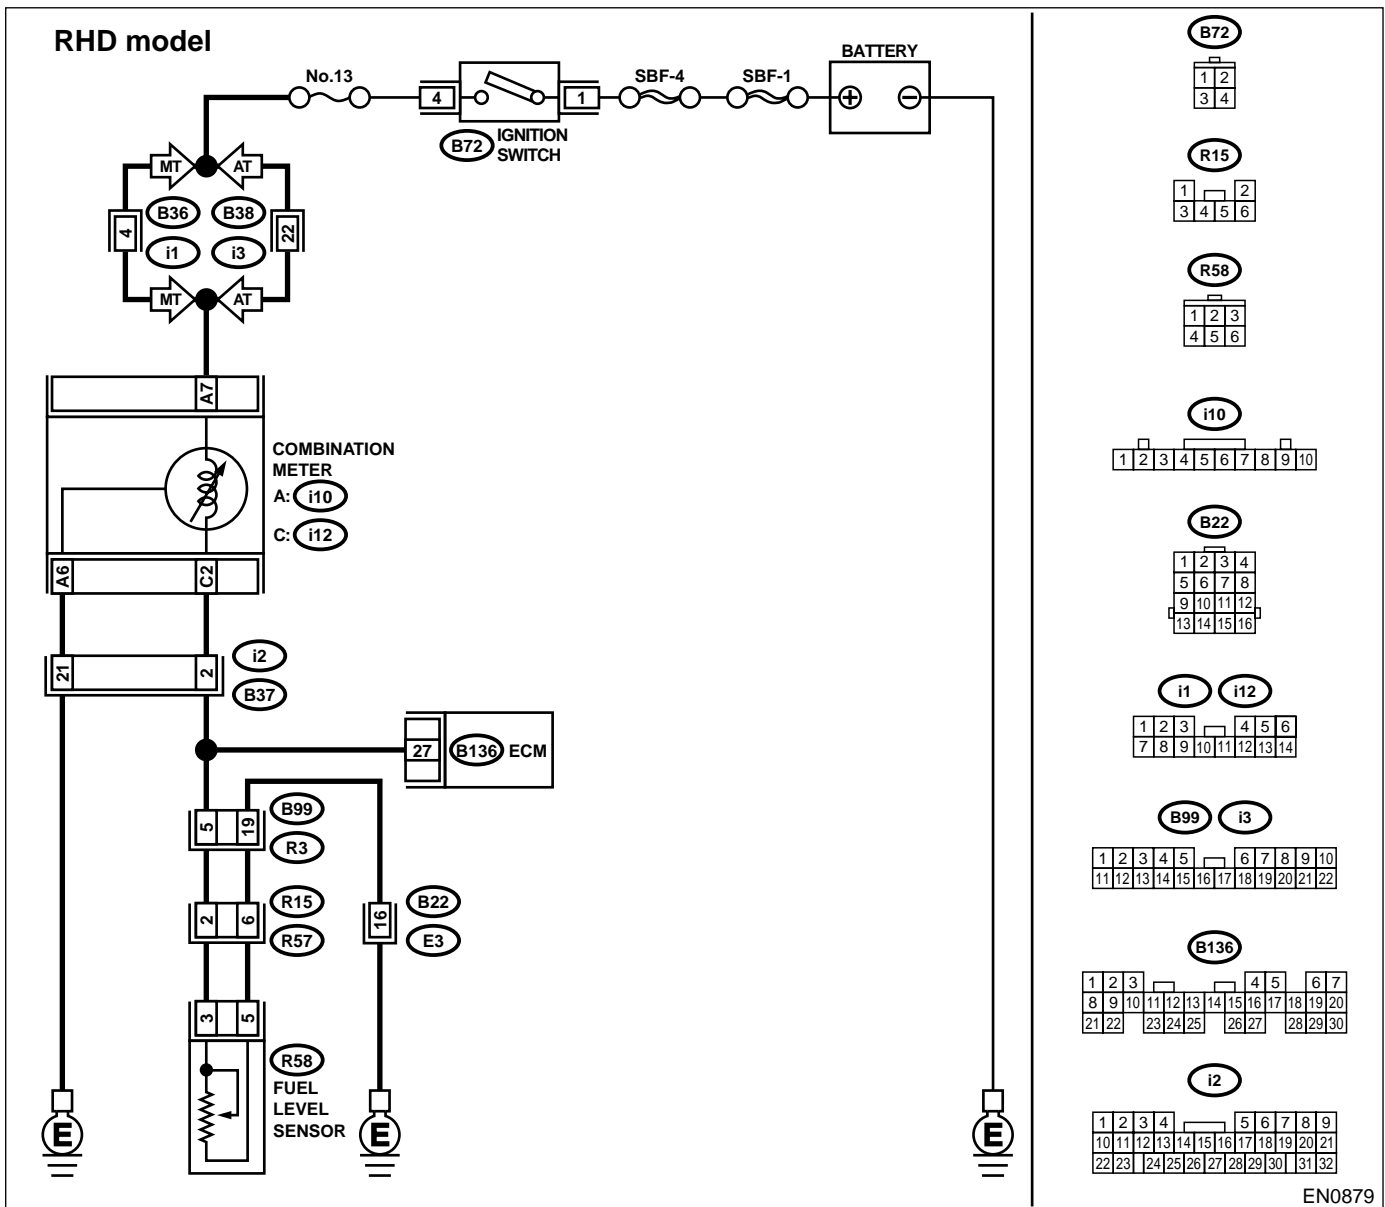 RHD model
No.13
4
1
SBF-4
SBF-1
BATTERY
B72
IGNITION
SWITCH
MT
AT
4
B36
B38
22
i1
i3
MT
AT
A7
COMBINATION
METER
A: i10
C: i12
A6
C2
21
2
i2
B37
27
B136 ECM
5
19
B99
R3
2
6
R15
R57
16
B22
E3
3
5
R58
FUEL
LEVEL
SENSOR
E
E
E
B72
1 2
3 4
R15
1 2
3 4 5 6
R58
1 2 3
4 5 6
i10
1 2 3 4 5 6 7 8 9 10
B22
1 2 3 4
5 6 7 8
9 10 11 12
13 14 15 16
i1 i12
1 2 3 4 5 6
7 8 9 10 11 12 13 14
B99 i3
1 2 3 4 5 6 7 8 9 10
11 12 13 14 15 16 17 18 19 20 21 22
B136
1 2 3 4 5 6 7
8 9 10 11 12 13 14 15 16 17 18 19 20
21 22 23 24 25 26 27 28 29 30
i2
1 2 3 4 5 6 7 8 9
10 11 12 13 14 15 16 17 18 19 20 21
22 23 24 25 26 27 28 29 30 31 32
EN0879